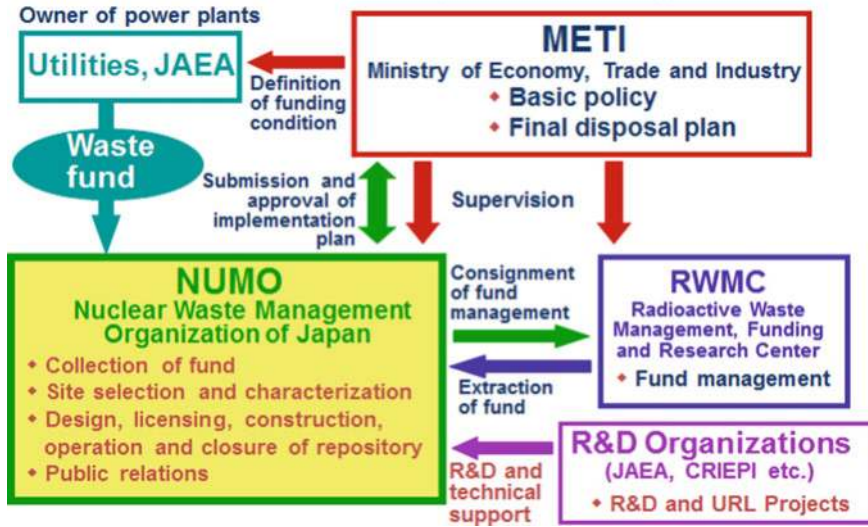 Owner of power plants
Utilities, JAEA
Definition
of funding
condition
METI
Ministry of Economy, Trade and Industry
◆ Basic policy
◆ Final disposal plan
Waste
fund
Submission and
approval of
implementation
plan
Supervision
NUMO
Nuclear Waste Management
Organization of Japan
◆ Collection of fund
◆ Site selection and characterization
◆ Design, licensing, construction,
operation and closure of repository
◆ Public relations
Consignment
of fund
management
Extraction
of fund
RWMC
Radioactive Waste
Management, Funding
and Research Center
◆ Fund management
R&D and
technical
support
R&D Organizations
(JAEA, CRIEPI etc.)
◆ R&D and URL Projects